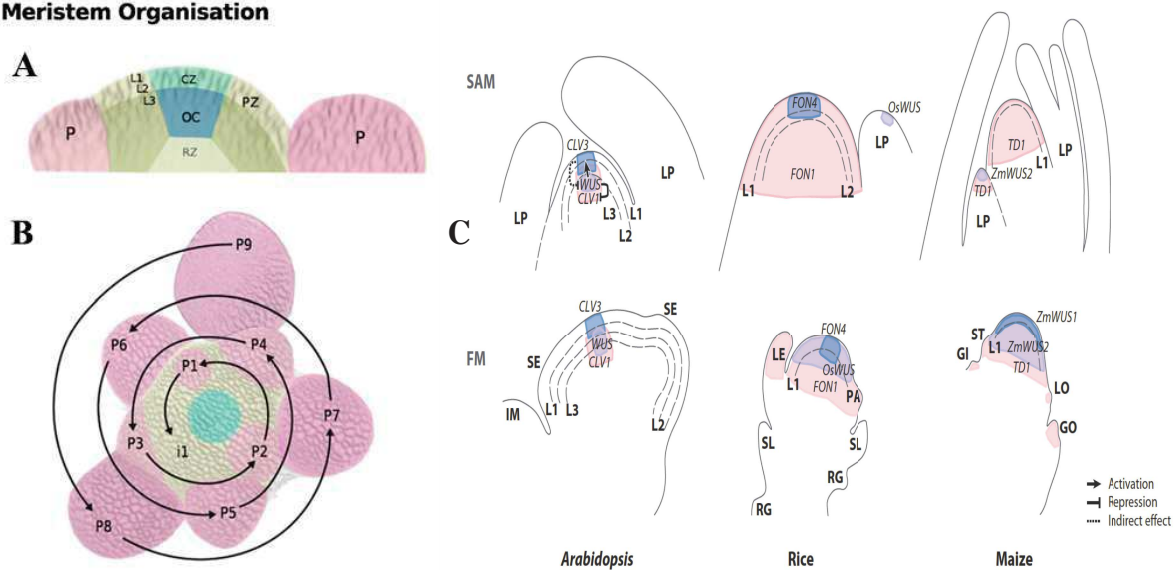 Meristem Organisation
A
L1
L2
L3
CZ
PZ
OC
P
P
RZ
B
P9
P6
P4
P1
P7
P3
i1
P2
P5
P8
C
SAM
CLV3
WUS
CLV1
LP
LP
L3
L1
L2
FON4
OsWUS
LP
FON1
L1
L2
TD1
L1
LP
ZmWUS2
TD1
LP
FM
CLV3
SE
WUS
CLV1
SE
IM
L1
L3
L2
FON4
LE
OsWUS
L1
FON1
PA
SL
SL
RG
RG
ZmWUS1
ST
L1
ZmWUS2
GI
TD1
LO
GO
Activation
Repression
Indirect effect
Arabidopsis
Rice
Maize